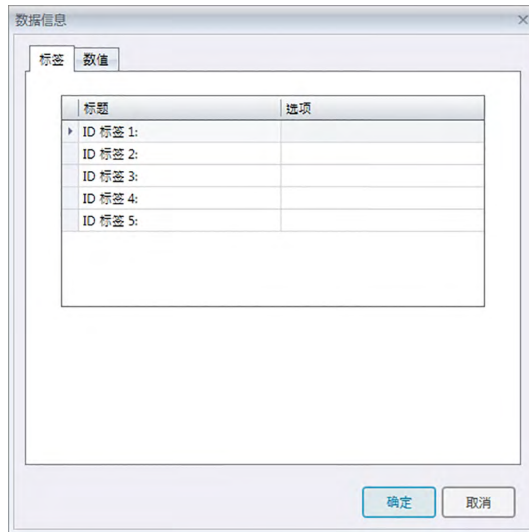 数据信息
标签 数值
标题 选项
ID 标签 1:
ID 标签 2:
ID 标签 3:
ID 标签 4:
ID 标签 5:
确定 取消